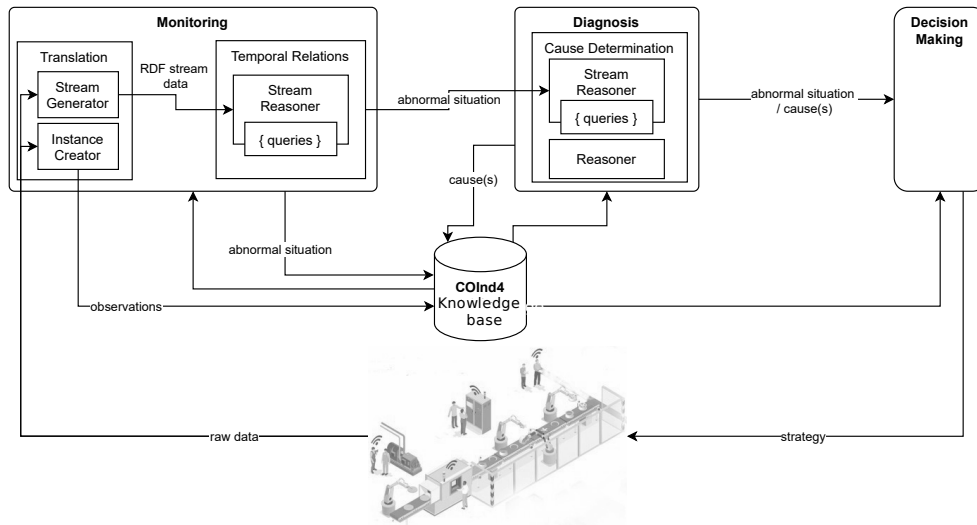 Monitoring
Diagnosis
Decision
Making
Translation
Stream
Generator
Instance
Creator
RDF stream
data
Temporal Relations
Stream
Reasoner
{ queries }
abnormal situation
Cause Determination
Stream
Reasoner
{ queries }
Reasoner
abnormal situation
/ cause(s)
cause(s)
abnormal situation
observations
COInd4
Knowledge
base
raw data
strategy